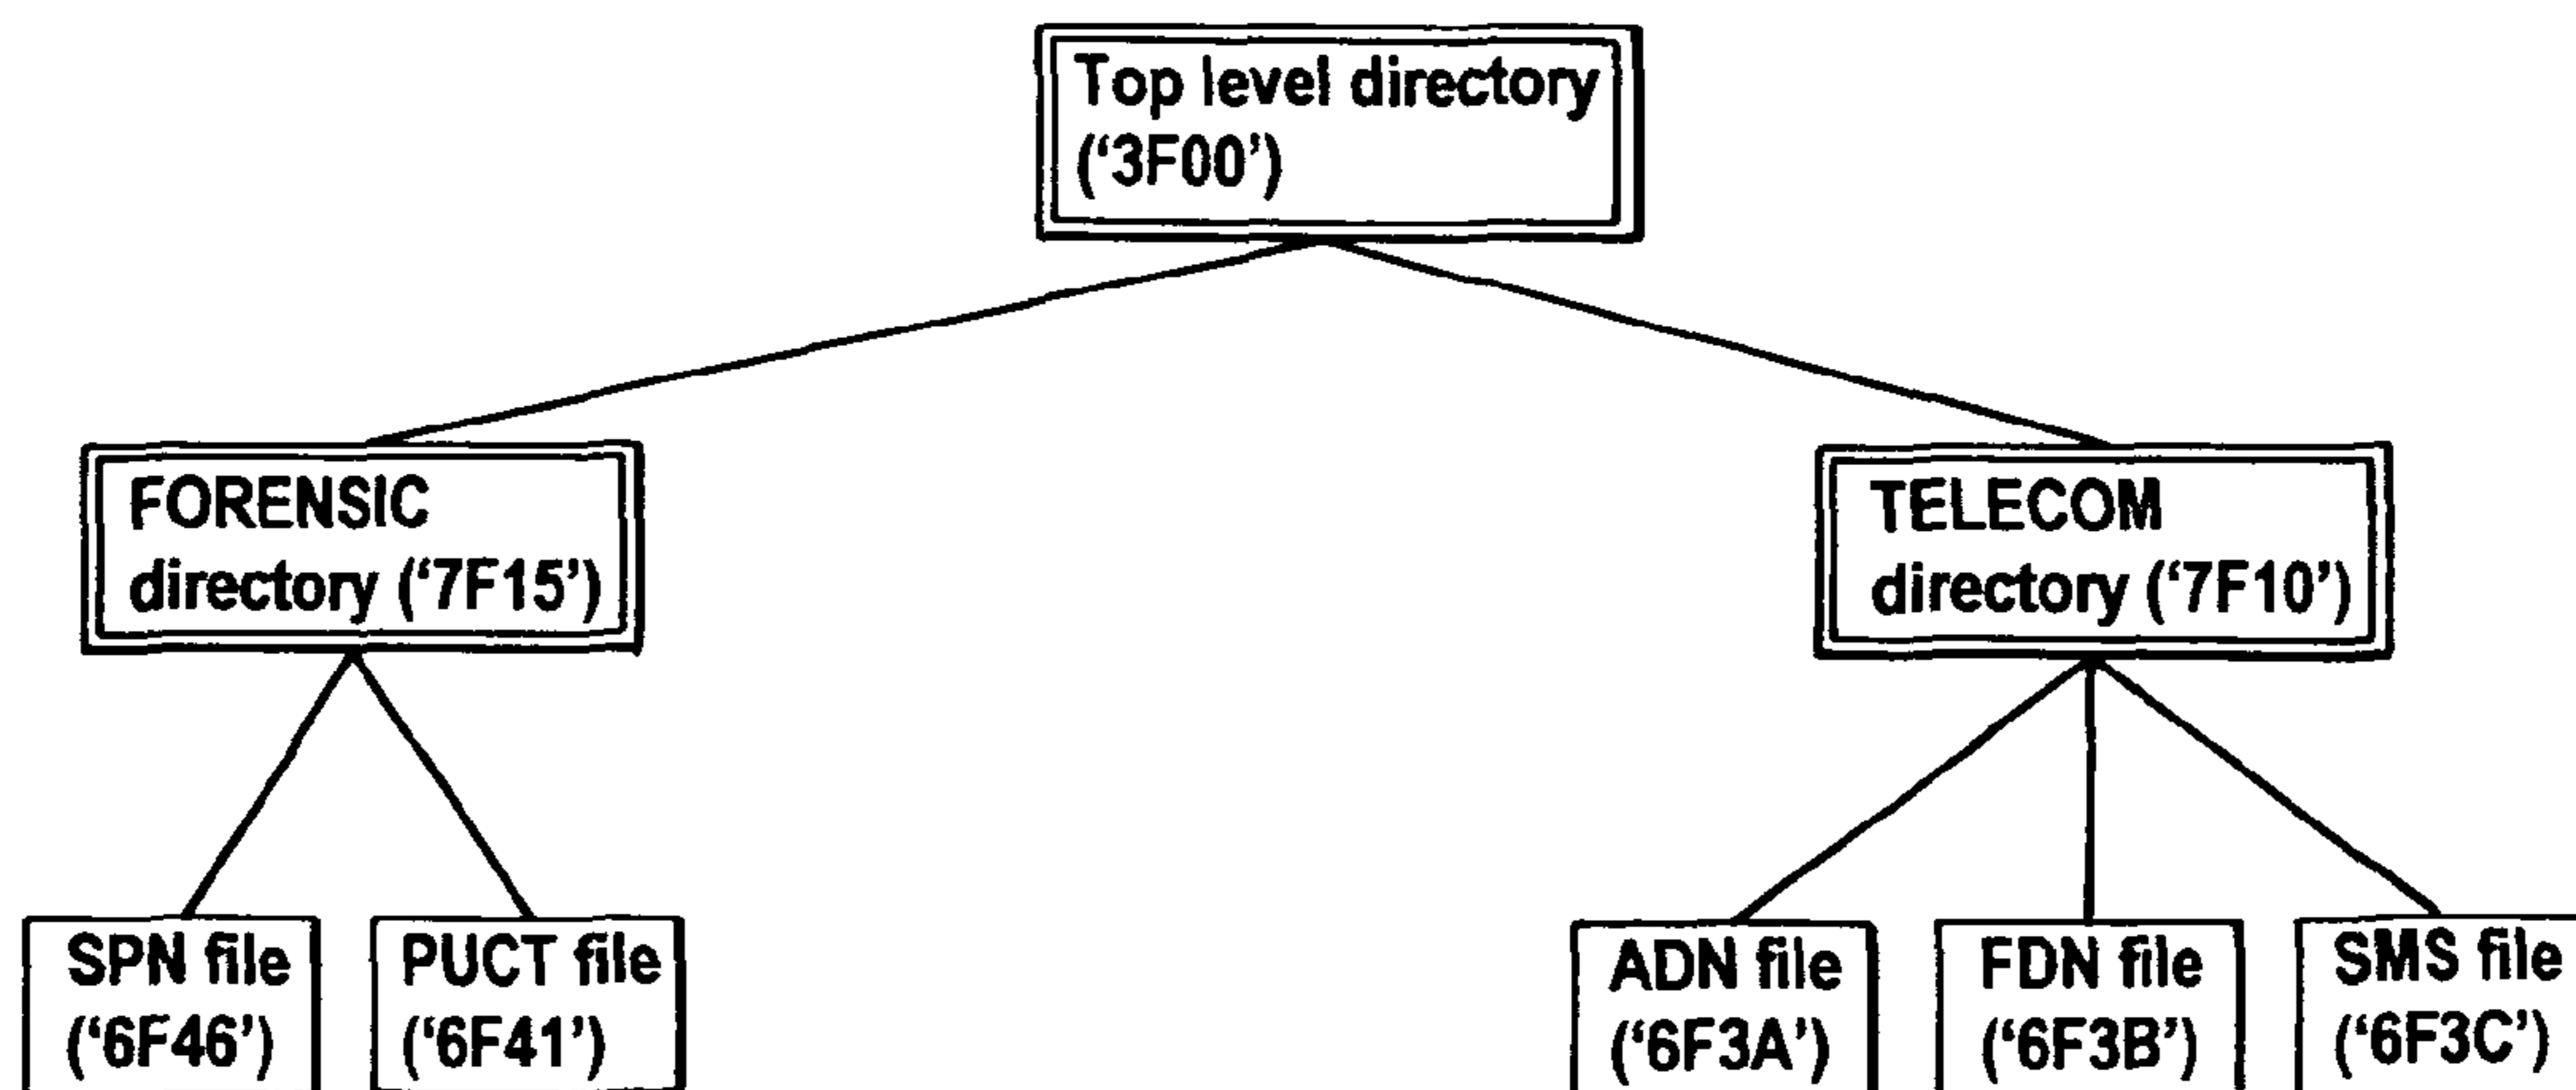 Top level directory
(‘3F00’)
FORENSIC
directory (‘7F15’)
TELECOM
directory (‘7F10’)
SPN file
(‘6F46’)
PUCT file
(‘6F41’)
ADN file
(‘6F3A’)
FDN file
(‘6F3B’)
SMS file
(‘6F3C’)